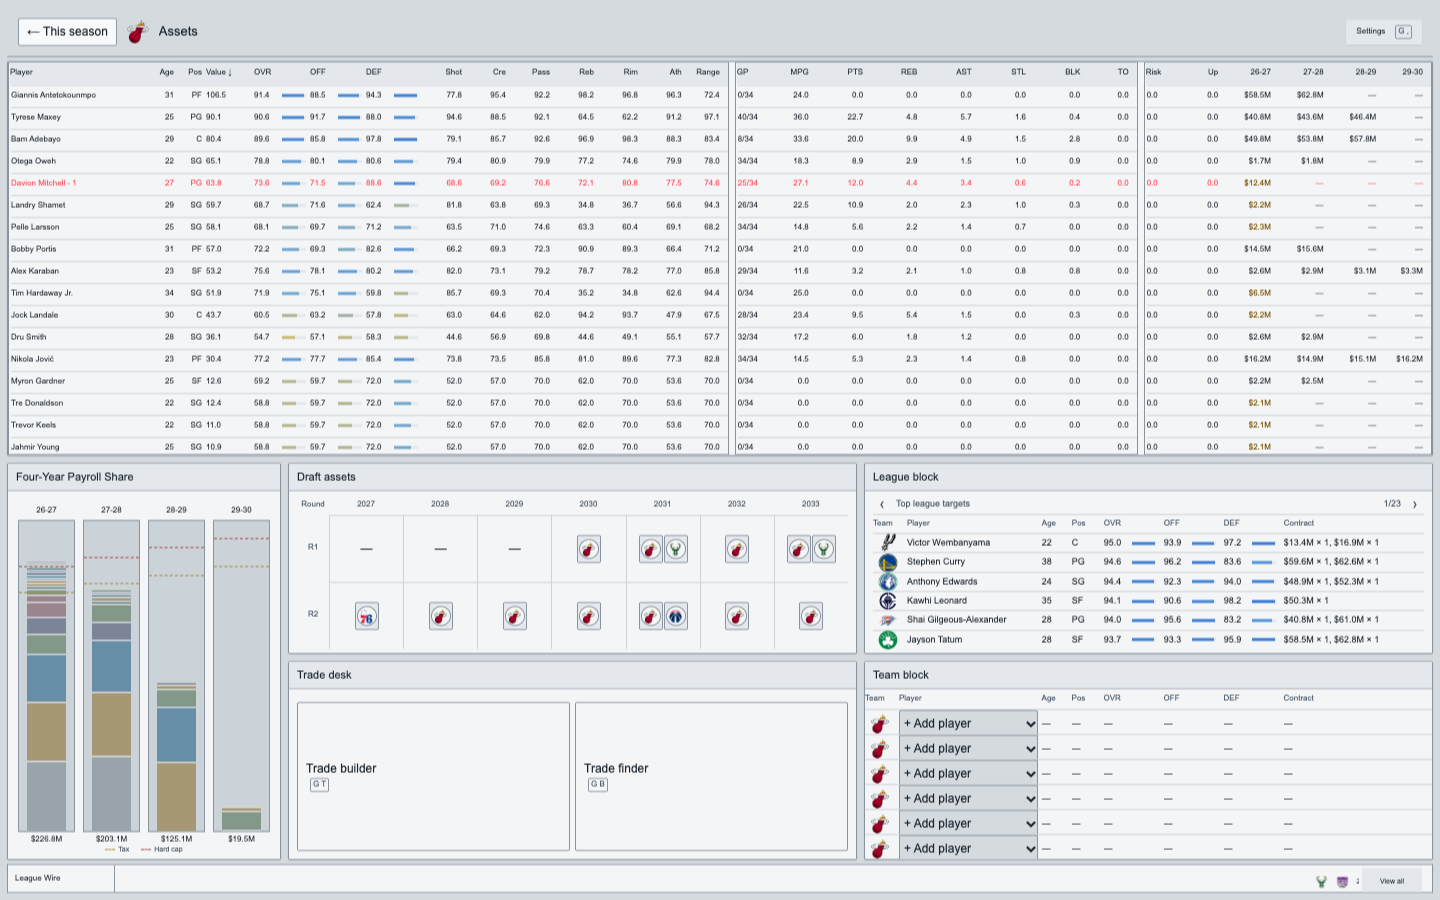 ← This season Assets Settings G .
Player Age Pos Value ↓ OVR OFF DEF Shot Cre Pass Reb Rim Ath Range GP MPG PTS REB AST STL BLK TO Risk Up 26-27 27-28 28-29 29-30
Giannis Antetokounmpo 31 PF 106.5 91.4 88.5 94.3 77.8 95.4 92.2 98.2 96.8 96.3 72.4 0/34 24.0 0.0 0.0 0.0 0.0 0.0 0.0 0.0 0.0 $58.5M $62.8M — —
Tyrese Maxey 25 PG 90.1 90.6 91.7 88.0 94.6 88.5 92.1 64.5 62.2 91.2 97.1 40/34 36.0 22.7 4.8 5.7 1.6 0.4 0.0 0.0 0.0 $40.8M $43.6M $46.4M —
Bam Adebayo 29 C 80.4 89.6 85.8 97.8 79.1 85.7 92.6 96.9 98.3 88.3 83.4 8/34 33.6 20.0 9.9 4.9 1.5 2.8 0.0 0.0 0.0 $49.8M $53.8M $57.8M —
Otega Oweh 22 SG 65.1 78.8 80.1 80.6 79.4 80.9 79.9 77.2 74.6 79.9 78.0 34/34 18.3 8.9 2.9 1.5 1.0 0.9 0.0 0.0 0.0 $1.7M $1.8M — —
Davion Mitchell - 1 27 PG 63.8 73.6 71.5 88.6 68.6 69.2 76.6 72.1 80.8 77.5 74.6 25/34 27.1 12.0 4.4 3.4 0.6 0.2 0.0 0.0 0.0 $12.4M — — —
Landry Shamet 29 SG 59.7 68.7 71.6 62.4 81.8 63.8 69.3 34.8 36.7 56.6 94.3 26/34 22.5 10.9 2.0 2.3 1.0 0.3 0.0 0.0 0.0 $2.2M — — —
Pelle Larsson 25 SG 58.1 68.1 69.7 71.2 63.5 71.0 74.6 63.3 60.4 69.1 68.2 34/34 14.8 5.6 2.2 1.4 0.7 0.0 0.0 0.0 0.0 $2.3M — — —
Bobby Portis 31 PF 57.0 72.2 69.3 82.6 66.2 69.3 72.3 90.9 89.3 66.4 71.2 0/34 21.0 0.0 0.0 0.0 0.0 0.0 0.0 0.0 0.0 $14.5M $15.6M — —
Alex Karaban 23 SF 53.2 75.6 78.1 80.2 82.0 73.1 79.2 78.7 78.2 77.0 85.8 29/34 11.6 3.2 2.1 1.0 0.8 0.8 0.0 0.0 0.0 $2.6M $2.9M $3.1M $3.3M
Tim Hardaway Jr. 34 SG 51.9 71.9 75.1 59.8 85.7 69.3 70.4 35.2 34.8 62.6 94.4 0/34 25.0 0.0 0.0 0.0 0.0 0.0 0.0 0.0 0.0 $6.5M — — —
Jock Landale 30 C 43.7 60.5 63.2 57.8 63.0 64.6 62.0 94.2 93.7 47.9 67.5 28/34 23.4 9.5 5.4 1.5 0.0 0.3 0.0 0.0 0.0 $2.2M — — —
Dru Smith 28 SG 36.1 54.7 57.1 58.3 44.6 56.9 69.8 44.6 49.1 55.1 57.7 32/34 17.2 6.0 1.8 1.2 0.0 0.0 0.0 0.0 0.0 $2.6M $2.9M — —
Nikola Jović 23 PF 30.4 77.2 77.7 85.4 73.8 73.5 85.8 81.0 89.6 77.3 82.8 34/34 14.5 5.3 2.3 1.4 0.8 0.0 0.0 0.0 0.0 $16.2M $14.9M $15.1M $16.2M
Myron Gardner 25 SF 12.6 59.2 59.7 72.0 52.0 57.0 70.0 62.0 70.0 53.6 70.0 0/34 0.0 0.0 0.0 0.0 0.0 0.0 0.0 0.0 0.0 $2.2M $2.5M — —
Tre Donaldson 22 SG 12.4 58.8 59.7 72.0 52.0 57.0 70.0 62.0 70.0 53.6 70.0 0/34 0.0 0.0 0.0 0.0 0.0 0.0 0.0 0.0 0.0 $2.1M — — —
Trevor Keels 22 SG 11.0 58.8 59.7 72.0 52.0 57.0 70.0 62.0 70.0 53.6 70.0 0/34 0.0 0.0 0.0 0.0 0.0 0.0 0.0 0.0 0.0 $2.1M — — —
Jahmir Young 25 SG 10.9 58.8 59.7 72.0 52.0 57.0 70.0 62.0 70.0 53.6 70.0 0/34 0.0 0.0 0.0 0.0 0.0 0.0 0.0 0.0 0.0 $2.1M — — —
Four-Year Payroll Share
26-27 27-28 28-29 29-30
$226.8M $203.1M $125.1M $19.5M
Tax Hard cap
Draft assets
Round 2027 2028 2029 2030 2031 2032 2033
R1 — — —
R2 76
Trade desk
Trade builder
G T
Trade finder
G B
League block
‹ Top league targets 1/23 ›
Team Player Age Pos OVR OFF DEF Contract
Victor Wembanyama 22 C 95.0 93.9 97.2 $13.4M × 1, $16.9M × 1
Stephen Curry 38 PG 94.6 96.2 83.6 $59.6M × 1, $62.6M × 1
Anthony Edwards 24 SG 94.4 92.3 94.0 $48.9M × 1, $52.3M × 1
Kawhi Leonard 35 SF 94.1 90.6 98.2 $50.3M × 1
Shai Gilgeous-Alexander 28 PG 94.0 95.6 83.2 $40.8M × 1, $61.0M × 1
Jayson Tatum 28 SF 93.7 93.3 95.9 $58.5M × 1, $62.8M × 1
Team block
Team Player Age Pos OVR OFF DEF Contract
+ Add player — — — — — —
+ Add player — — — — — —
+ Add player — — — — — —
+ Add player — — — — — —
+ Add player — — — — — —
+ Add player — — — — — —
League Wire View all